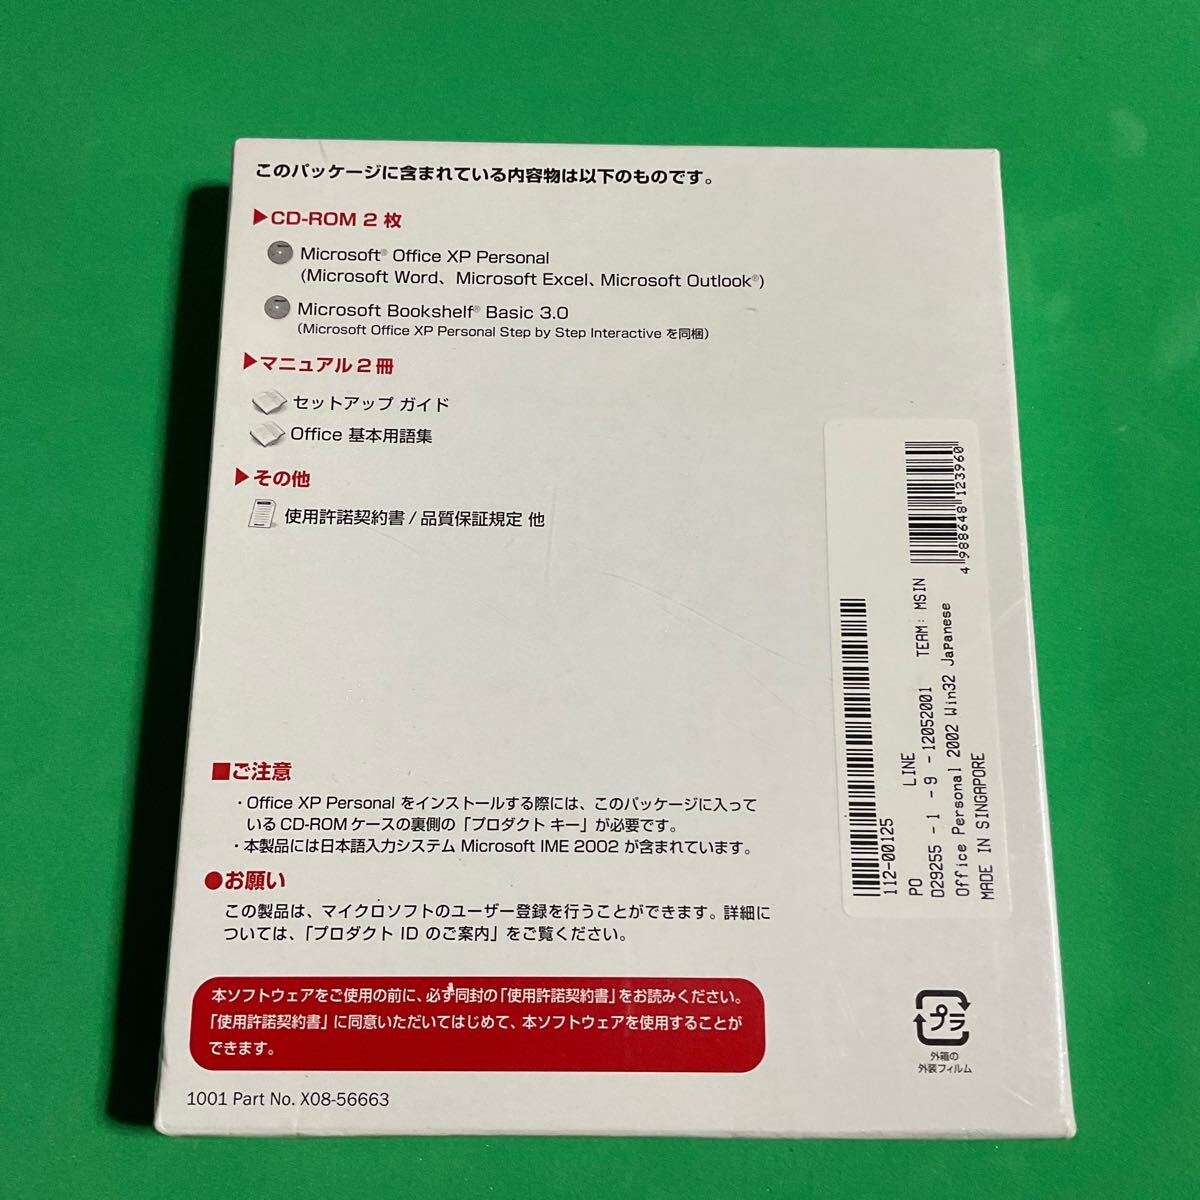 このパッケージに含まれている内容物は以下のものです。
▶CD-ROM 2 枚
Microsoft® Office XP Personal
(Microsoft Word、Microsoft Excel、Microsoft Outlook®)
Microsoft Bookshelf® Basic 3.0
(Microsoft Office XP Personal Step by Step Interactive を同梱)
▶マニュアル 2 冊
セットアップ ガイド
Office 基本用語集
▶その他
使用許諾契約書 / 品質保証規定 他
■ご注意
・Office XP Personal をインストールする際には、このパッケージに入って
いる CD-ROM ケースの裏側の「プロダクト キー」が必要です。
・本製品には日本語入力システム Microsoft IME 2002 が含まれています。
●お願い
この製品は、マイクロソフトのユーザー登録を行うことができます。詳細に
ついては、「プロダクト ID のご案内」をご覧ください。
本ソフトウェアをご使用の前に、必ず同封の「使用許諾契約書」をお読みください。
「使用許諾契約書」に同意いただいてはじめて、本ソフトウェアを使用することが
できます。
1001 Part No. X08-56663
112-00125
PO LINE
D29255 - 1 - 9 -12052001 TEAM: MSIN
Office Personal 2002 Win32 Japanese
MADE IN SINGAPORE
4 988648 123960
プラ
外箱の
外装フィルム